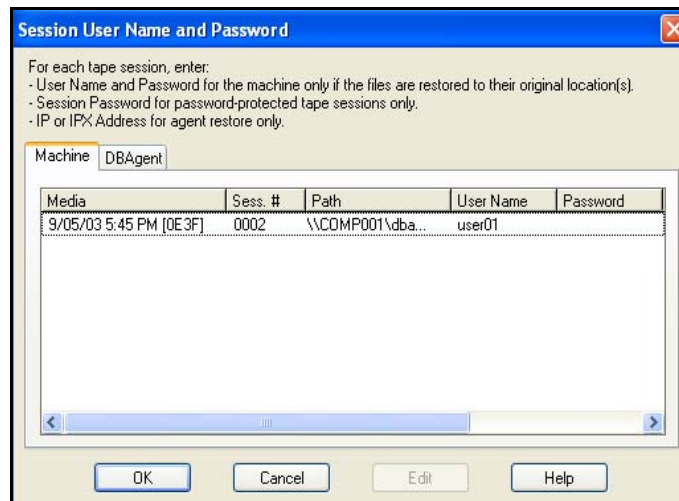 Session User Name and Password
For each tape session, enter:
- User Name and Password for the machine only if the files are restored to their original location(s).
- Session Password for password-protected tape sessions only.
- IP or IPX Address for agent restore only.
Machine DBAgent
Media Sess. # Path User Name Password
9/05/03 5:45 PM [0E3F] 0002 \\COMP001\dba... user01
OK Cancel Edit Help